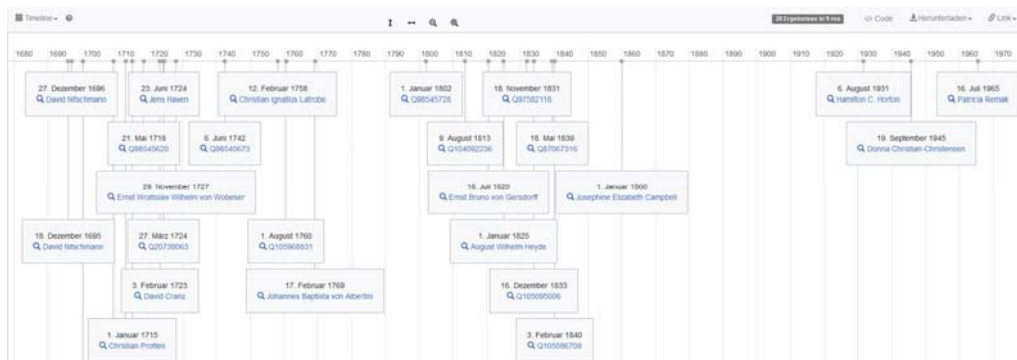 Timeline
28 Ergebnisse in 9 ms
</> Code
Herunterladen
Link
1680 1690 1700 1710 1720 1730 1740 1750 1760 1770 1780 1790 1800 1810 1820 1830 1840 1850 1860 1870 1880 1890 1900 1910 1920 1930 1940 1950 1960 1970
27. Dezember 1696
David Nitschmann
23. Juni 1724
Jens Haven
12. Februar 1758
Christian Ignatius Latrobe
1. Januar 1802
Q98545728
18. November 1831
Q97582118
6. August 1931
Hamilton C. Horton
16. Juli 1965
Patricia Remak
21. Mai 1718
Q98545620
6. Juni 1742
Q98540673
9. August 1813
Q104092236
18. Mai 1839
Q87067316
19. September 1945
Donna Christian-Christensen
29. November 1727
Ernst Wratislaw Wilhelm von Wobeser
16. Juli 1820
Ernst Bruno von Gersdorff
1. Januar 1860
Josephine Elizabeth Campbell
18. Dezember 1695
David Nitschmann
27. März 1724
Q20738063
1. August 1760
Q105968831
1. Januar 1825
August Wilhelm Heyde
3. Februar 1723
David Cranz
17. Februar 1769
Johannes Baptista von Albertini
16. Dezember 1833
Q105095006
1. Januar 1715
Christian Protten
3. Februar 1840
Q105086709